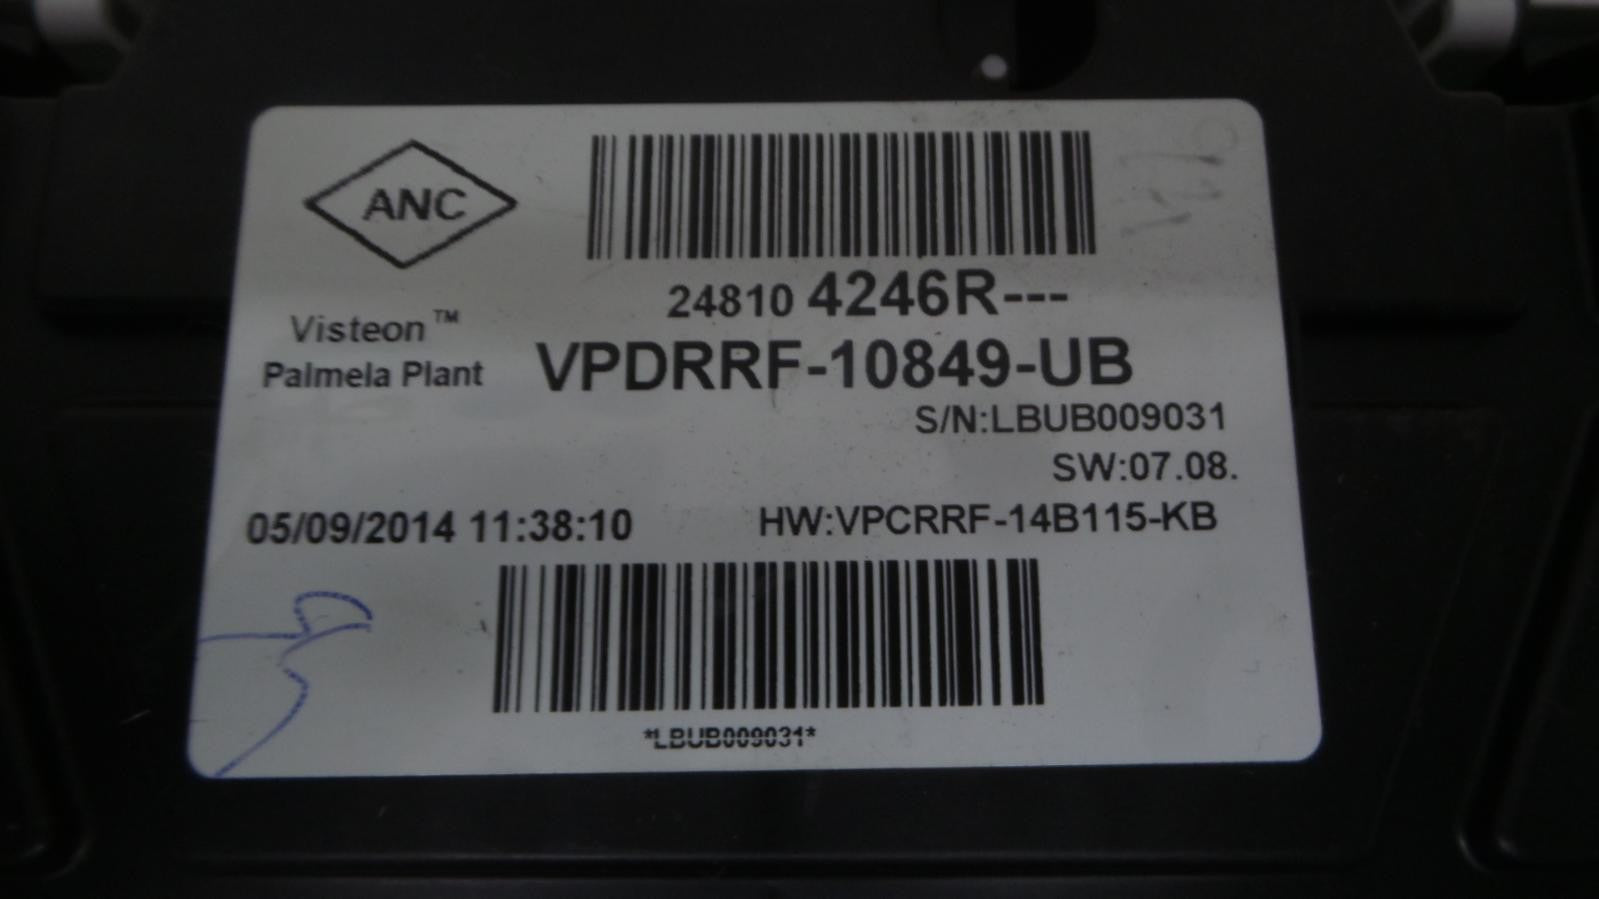 ANC
24810 4246R---
Visteon™
Palmela Plant
VPDRRF-10849-UB
S/N:LBUB009031
SW:07.08.
05/09/2014 11:38:10
HW:VPCRRF-14B115-KB
*LBUB009031*